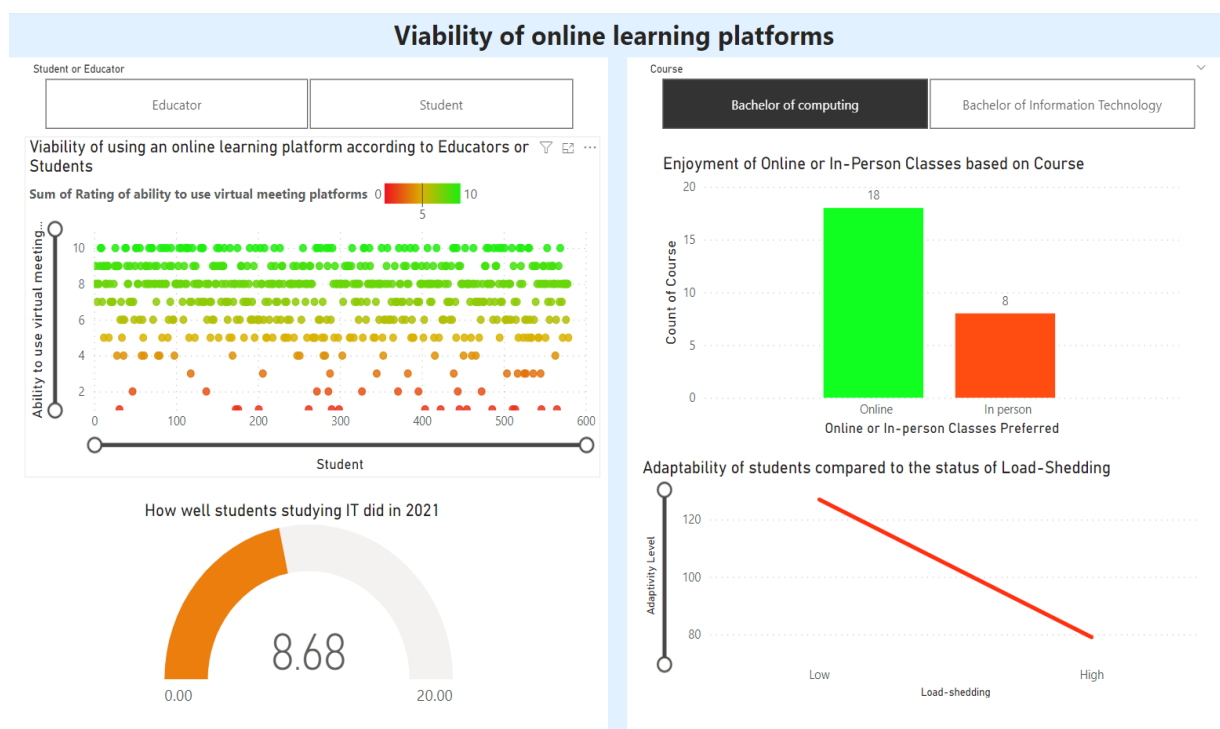 Viability of online learning platforms
Student or Educator
Educator
Student
Viability of using an online learning platform according to Educators or
Students
Sum of Rating of ability to use virtual meeting platforms 0 10
5
Ability to use virtual meeting...
10
8
6
4
2
0 100 200 300 400 500 600
Student
How well students studying IT did in 2021
8.68
0.00 20.00
Course
Bachelor of computing
Bachelor of Information Technology
Enjoyment of Online or In-Person Classes based on Course
Count of Course
20
15
10
5
0
18
8
Online In person
Online or In-person Classes Preferred
Adaptability of students compared to the status of Load-Shedding
Adaptivity Level
120
100
80
Low High
Load-shedding